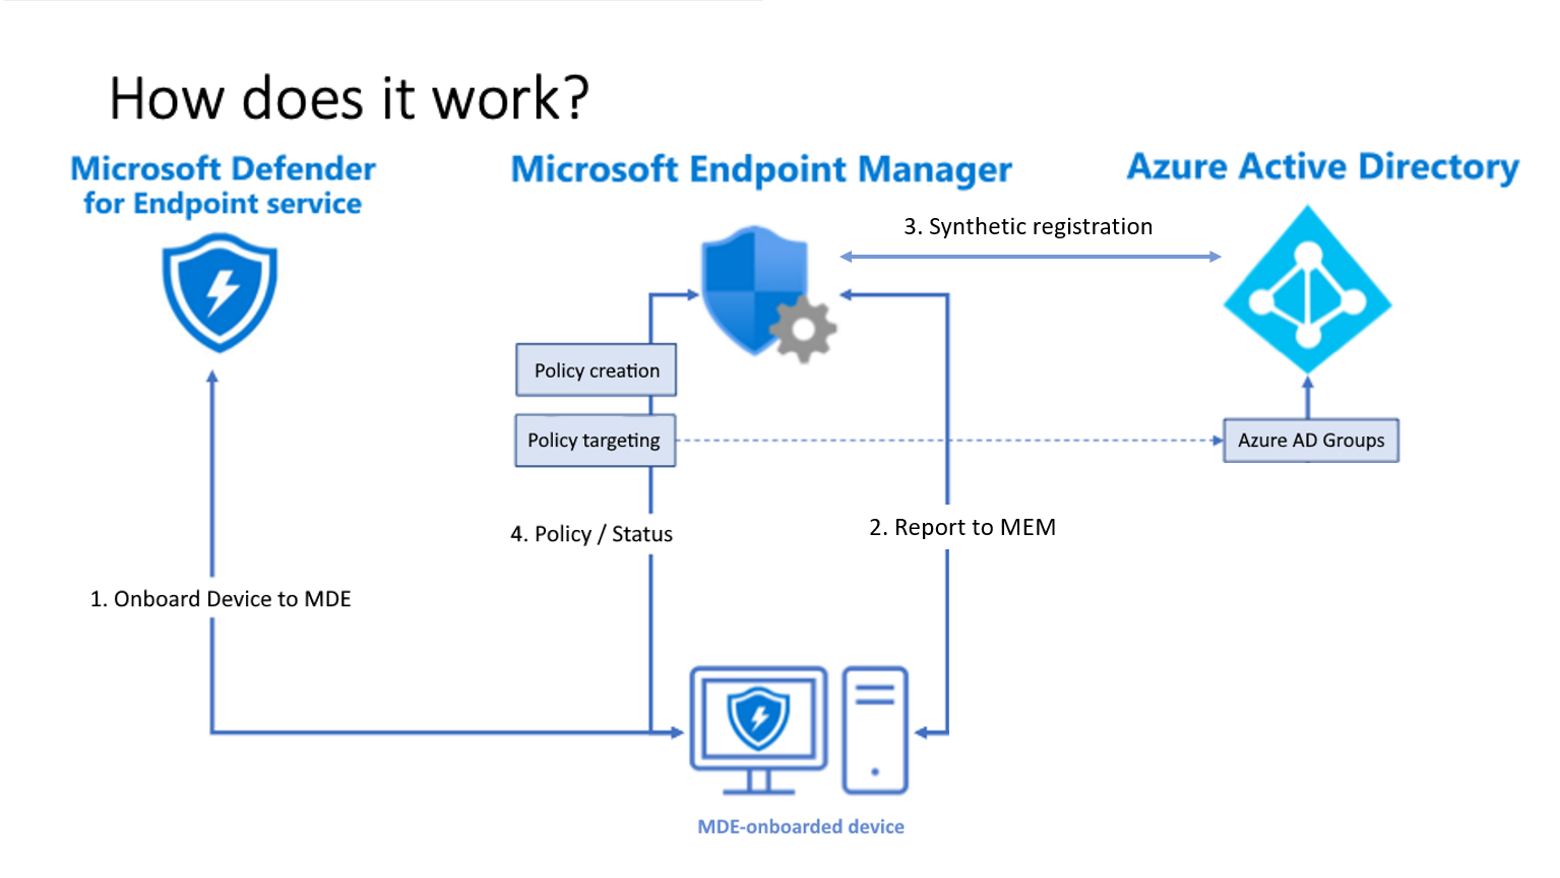 How does it work?
Microsoft Defender
for Endpoint service
Microsoft Endpoint Manager
Azure Active Directory
3. Synthetic registration
Policy creation
Policy targeting
Azure AD Groups
4. Policy / Status
2. Report to MEM
1. Onboard Device to MDE
MDE-onboarded device